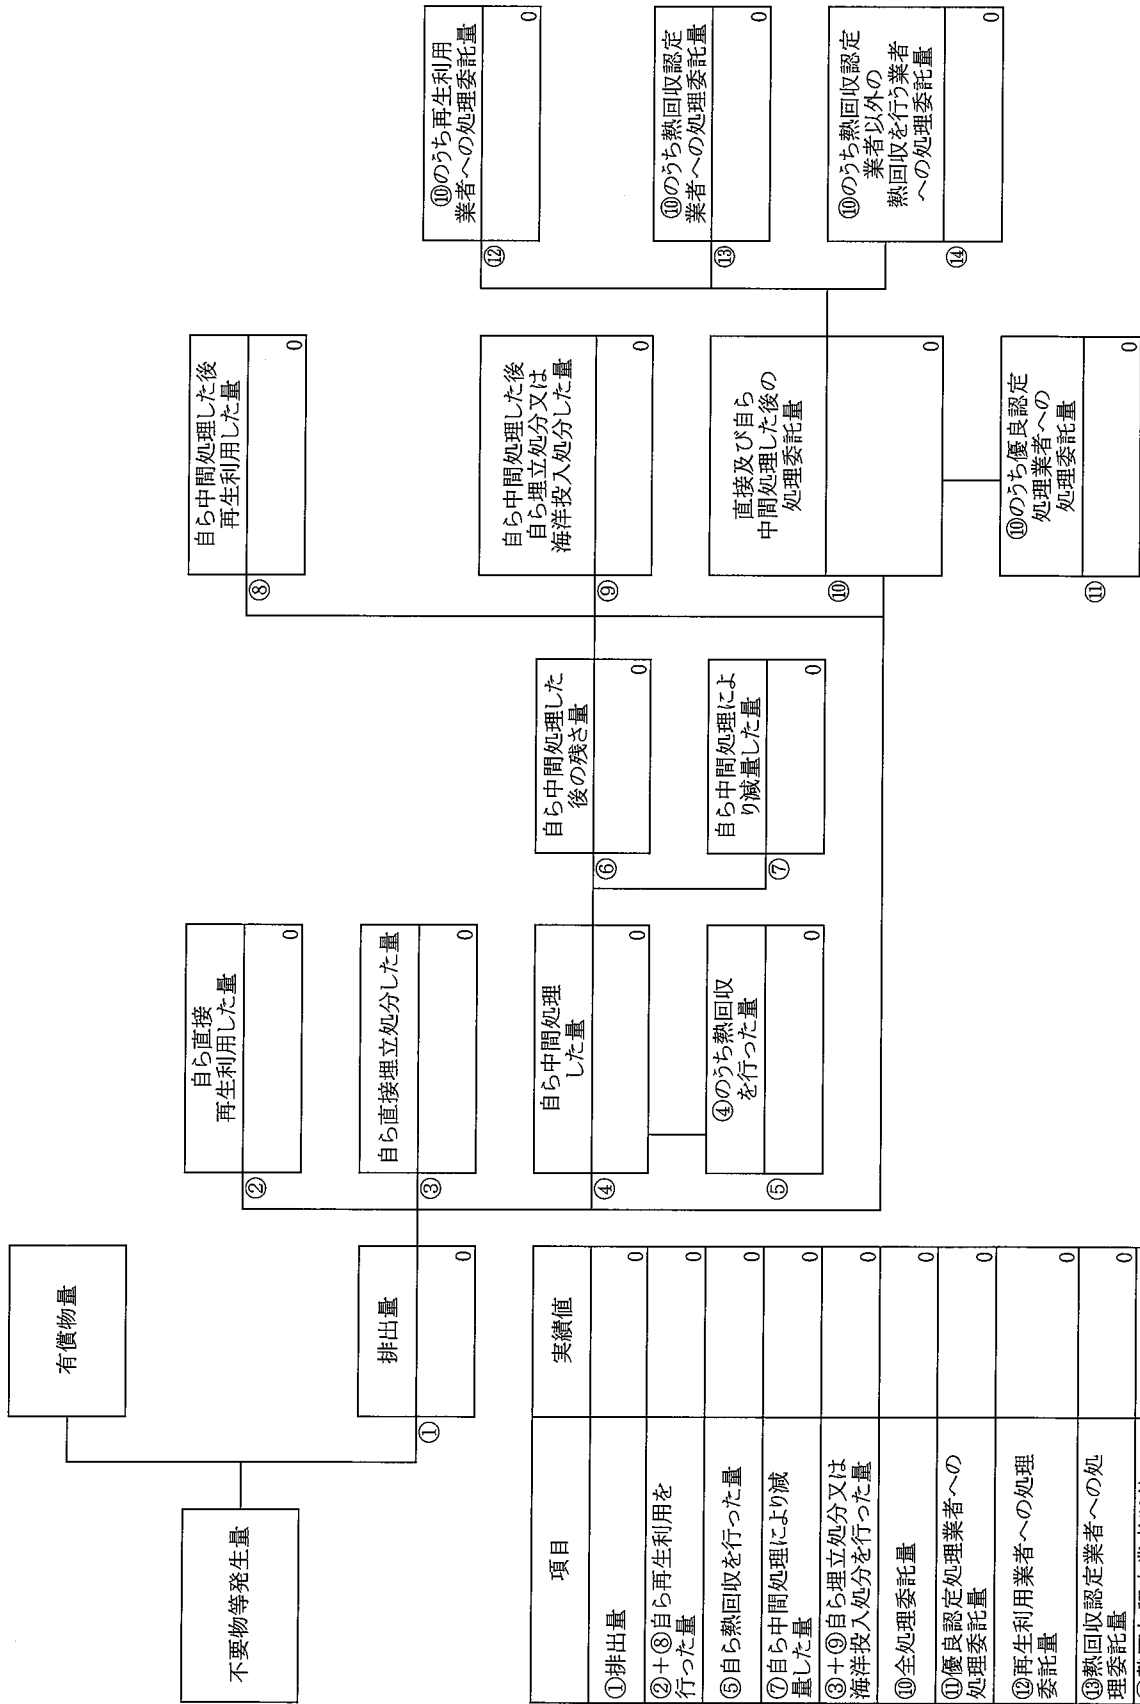 不要物等発生量
有償物量
①
排出量
0
②
自ら直接
再生利用した量
0
③
自ら直接埋立処分した量
0
④
自ら中間処理
した量
0
⑤
④のうち熱回収
を行った量
0
⑥
自ら中間処理した
後の残さ量
0
⑦
自ら中間処理によ
り減量した量
0
⑧
自ら中間処理した後
再生利用した量
0
⑨
自ら中間処理した後
自ら埋立処分又は
海洋投入処分した量
0
⑩
直接及び自ら
中間処理した後の
処理委託量
0
⑪
⑩のうち優良認定
処理業者への
処理委託量
0
⑫
⑩のうち再生利用
業者への処理委託量
0
⑬
⑩のうち熱回収認定
業者への処理委託量
0
⑭
⑩のうち熱回収認定
業者以外の
熱回収を行う業者
への処理委託量
0
項目
実績値
①排出量
0
②+⑧自ら再生利用を
行った量
0
⑤自ら熱回収を行った量
0
⑦自ら中間処理により減
量した量
0
③+⑨自ら埋立処分又は
海洋投入処分を行った量
0
⑩全処理委託量
0
⑪優良認定処理業者への
処理委託量
0
⑫再生利用業者への処理
委託量
0
⑬熱回収認定業者への処
理委託量
0